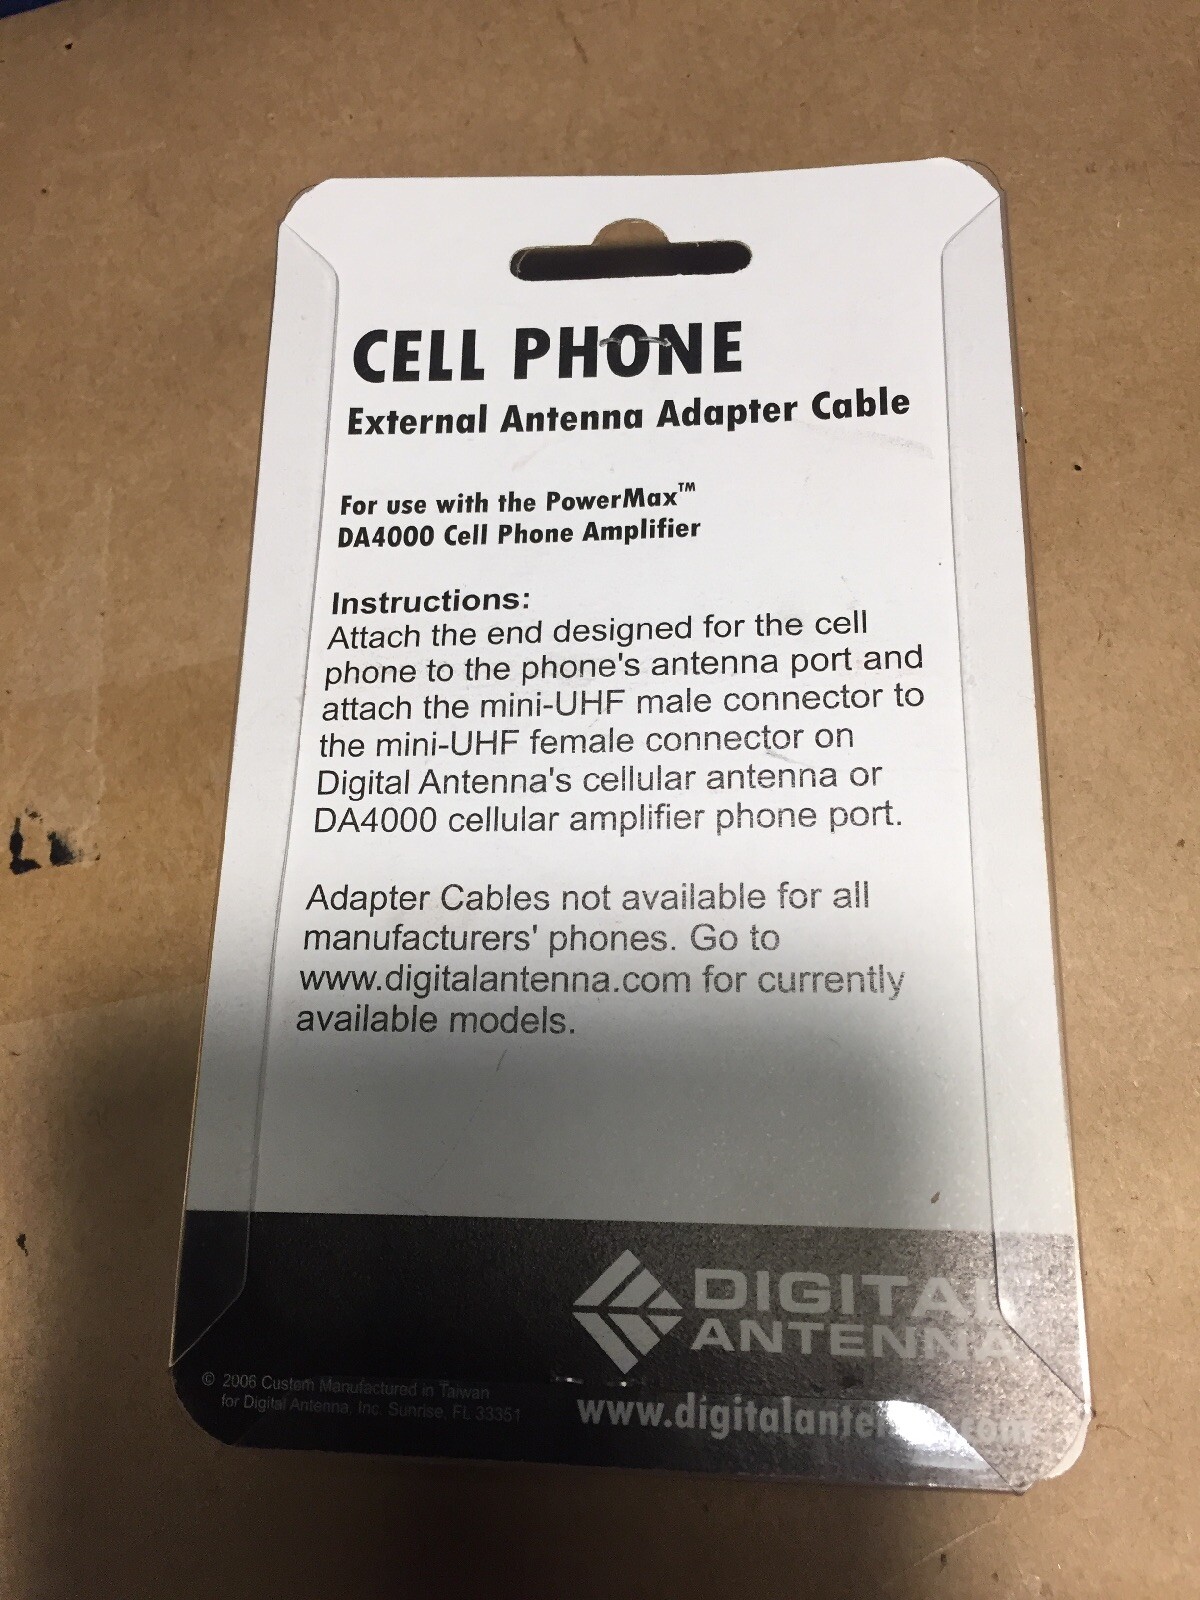 CELL PHONE
External Antenna Adapter Cable
For use with the PowerMax™
DA4000 Cell Phone Amplifier
Instructions:
Attach the end designed for the cell
phone to the phone's antenna port and
attach the mini-UHF male connector to
the mini-UHF female connector on
Digital Antenna's cellular antenna or
DA4000 cellular amplifier phone port.
Adapter Cables not available for all
manufacturers' phones. Go to
www.digitalantenna.com for currently
available models.
DIGITAL
ANTENNA
© 2006 Custom Manufactured in Taiwan
for Digital Antenna, Inc. Sunrise, FL 33351
www.digitalantenna.com